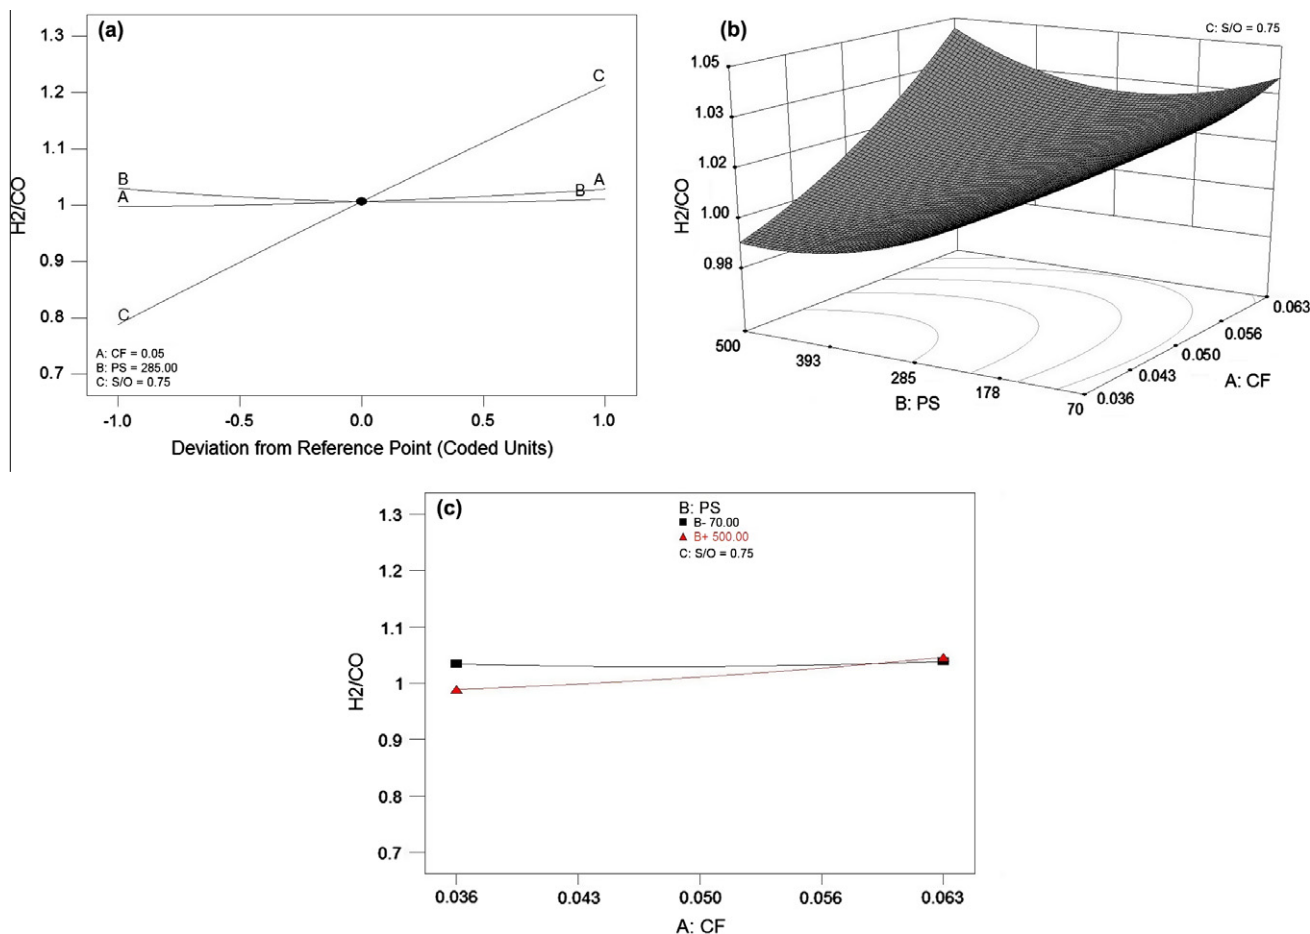 (a)
1.3
1.2
1.1
1
0.9
0.8
0.7
H2/CO
C
B
A
A
B
C
A: CF = 0.05
B: PS = 285.00
C: S/O = 0.75
-1.0
-0.5
0.0
0.5
1.0
Deviation from Reference Point (Coded Units)
(b)
C: S/O = 0.75
1.05
1.03
1.02
1.00
0.98
H2/CO
500
393
285
178
70
B: PS
0.036
0.043
0.050
0.056
0.063
A: CF
(c)
B: PS
B- 70.00
B+ 500.00
C: S/O = 0.75
1.3
1.2
1.1
1
0.9
0.8
0.7
H2/CO
0.036
0.043
0.050
0.056
0.063
A: CF